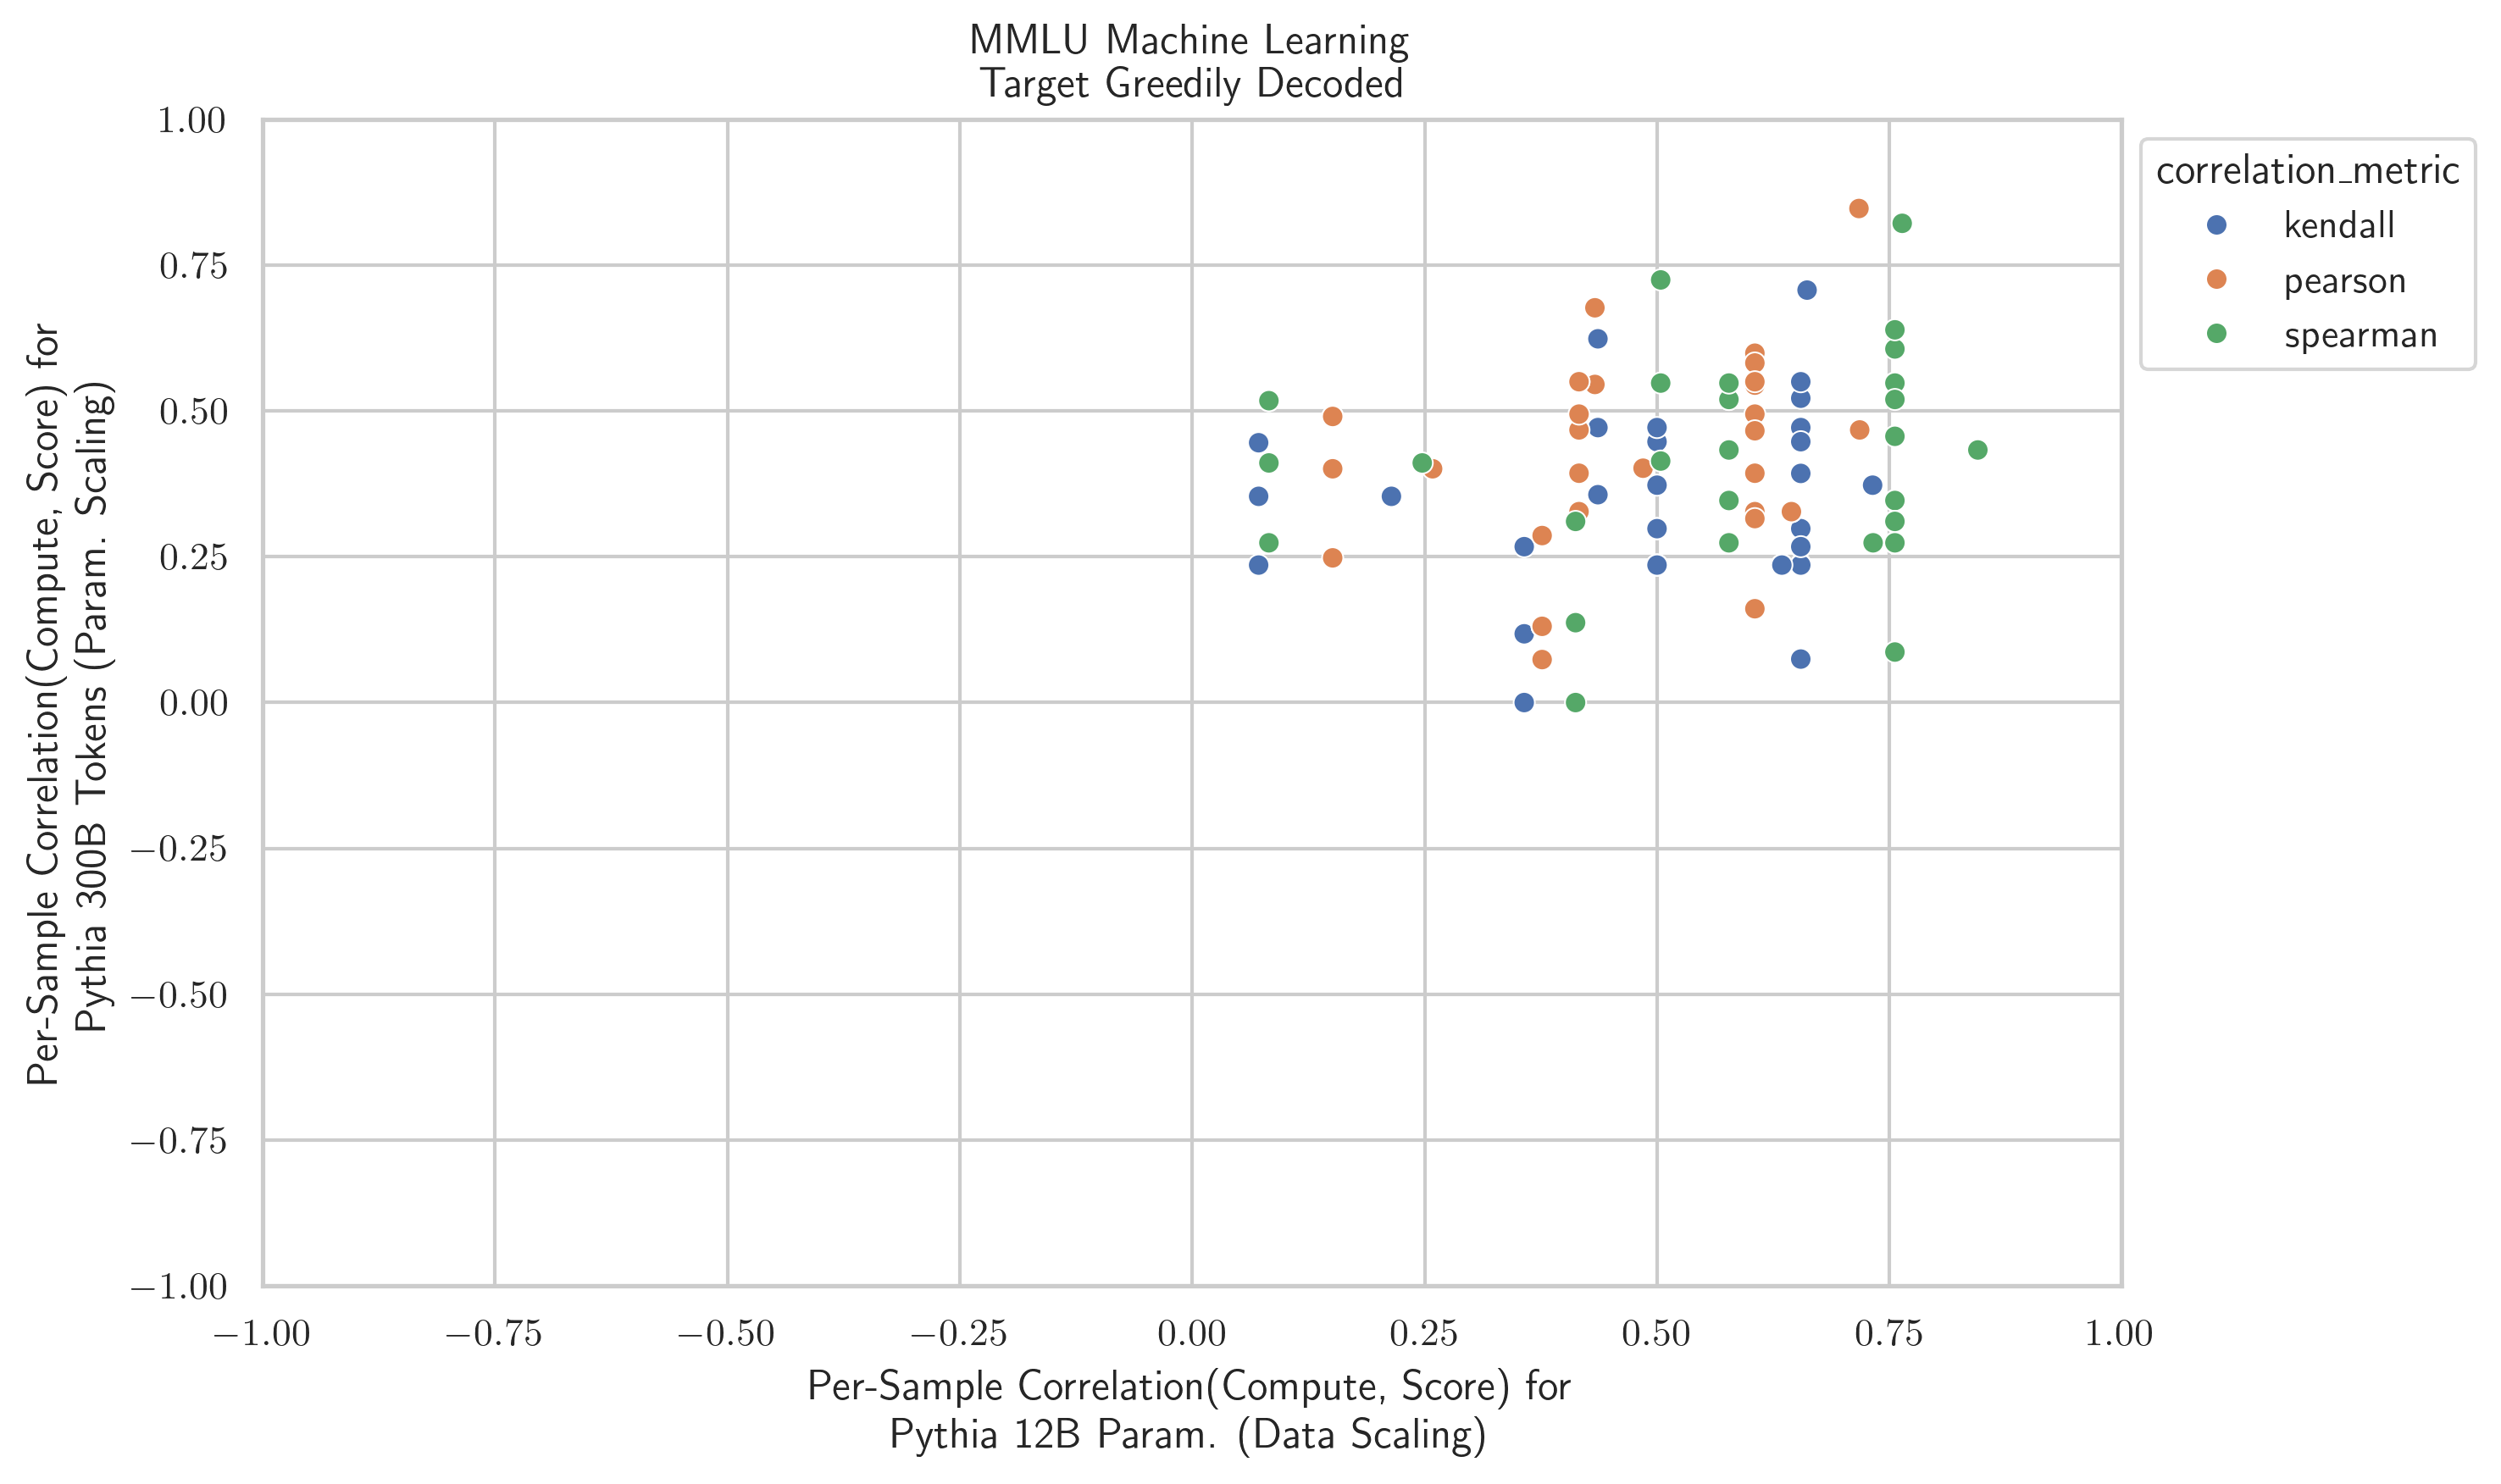 MMLU Machine Learning
Target Greedily Decoded
Per-Sample Correlation(Compute, Score) for
Pythia 300B Tokens (Param. Scaling)
1.00
0.75
0.50
0.25
0.00
−0.25
−0.50
−0.75
−1.00
−1.00 −0.75 −0.50 −0.25 0.00 0.25 0.50 0.75 1.00
Per-Sample Correlation(Compute, Score) for
Pythia 12B Param. (Data Scaling)
correlation_metric
kendall
pearson
spearman